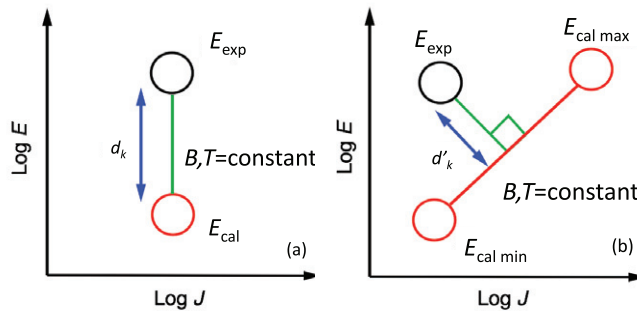 Log E
E_exp
d_k
B,T=constant
E_cal
(a)
Log J
Log E
E_exp
E_cal max
d'_k
B,T=constant
E_cal min
(b)
Log J